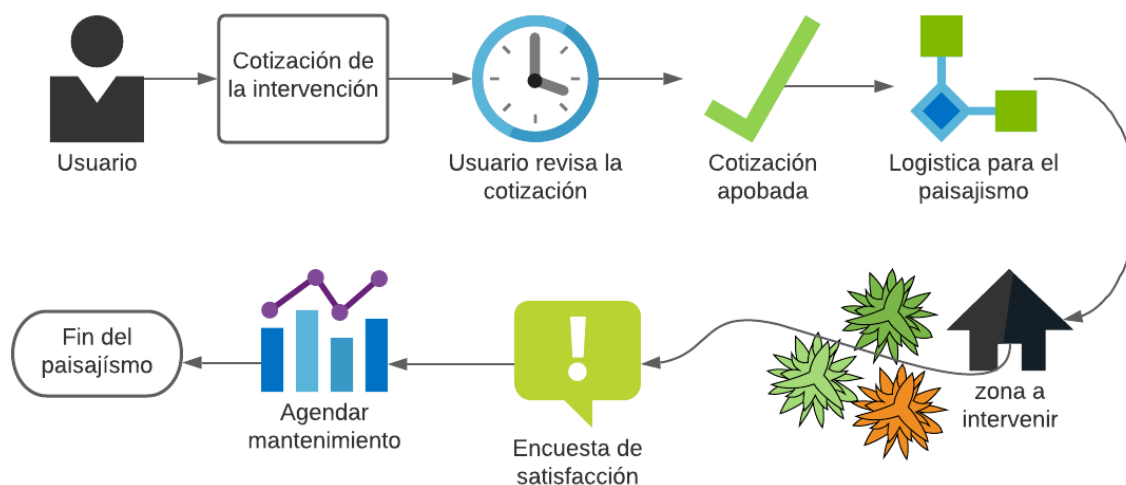 Usuario
Cotización de
la intervención
Usuario revisa la
cotización
Cotización
apobada
Logistica para el
paisajismo
zona a
intervenir
Encuesta de
satisfacción
Agendar
mantenimiento
Fin del
paisajísmo